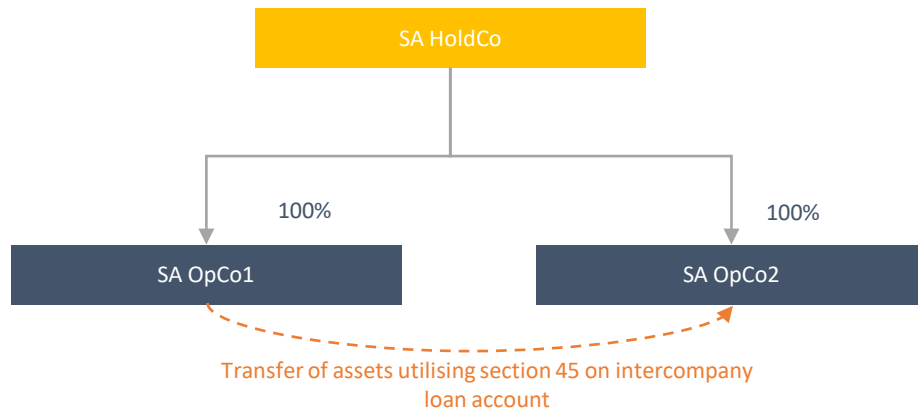 SA HoldCo
100%
100%
SA OpCo1
SA OpCo2
Transfer of assets utilising section 45 on intercompany
loan account